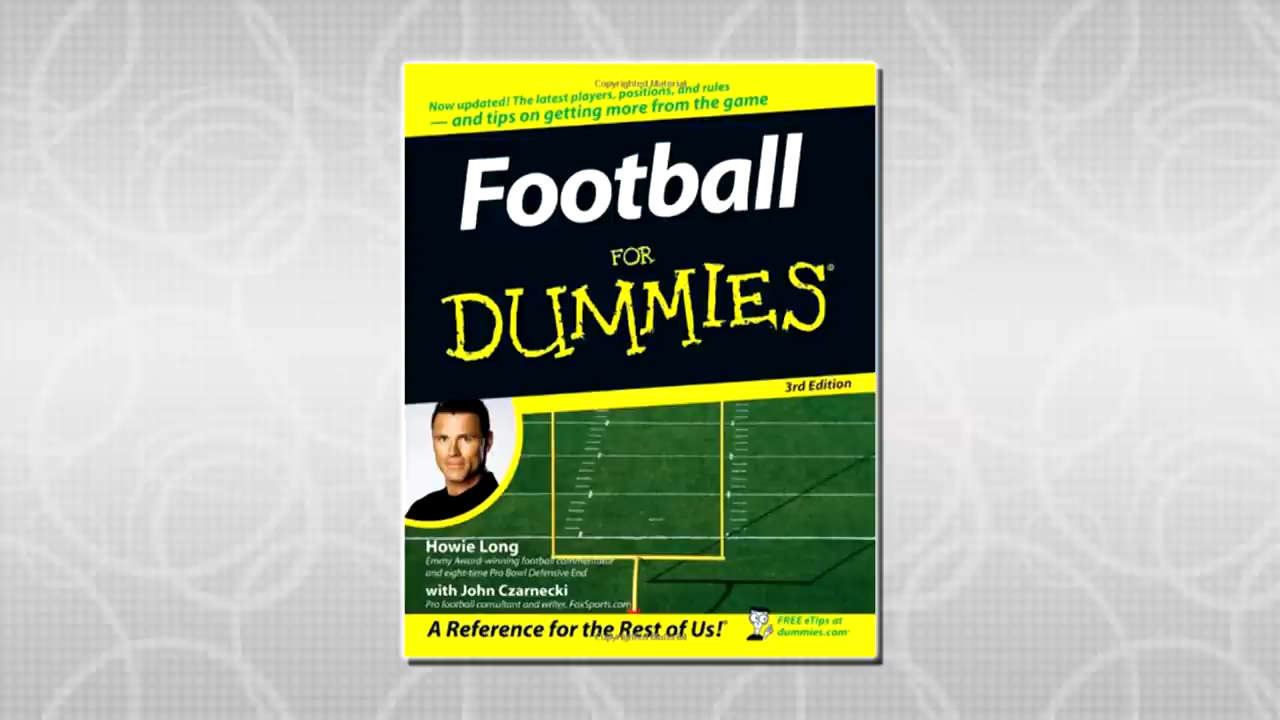 Copyrighted Material
Now updated! The latest players, positions, and rules
— and tips on getting more from the game
Football
FOR
DUMMIES®
3rd Edition
Howie Long
Emmy Award-winning football commentator
and eight-time Pro Bowl Defensive End
with John Czarnecki
Pro football consultant and writer, FoxSports.com
A Reference for the Rest of Us!®
FREE eTips at
dummies.com®
Copyrighted Material